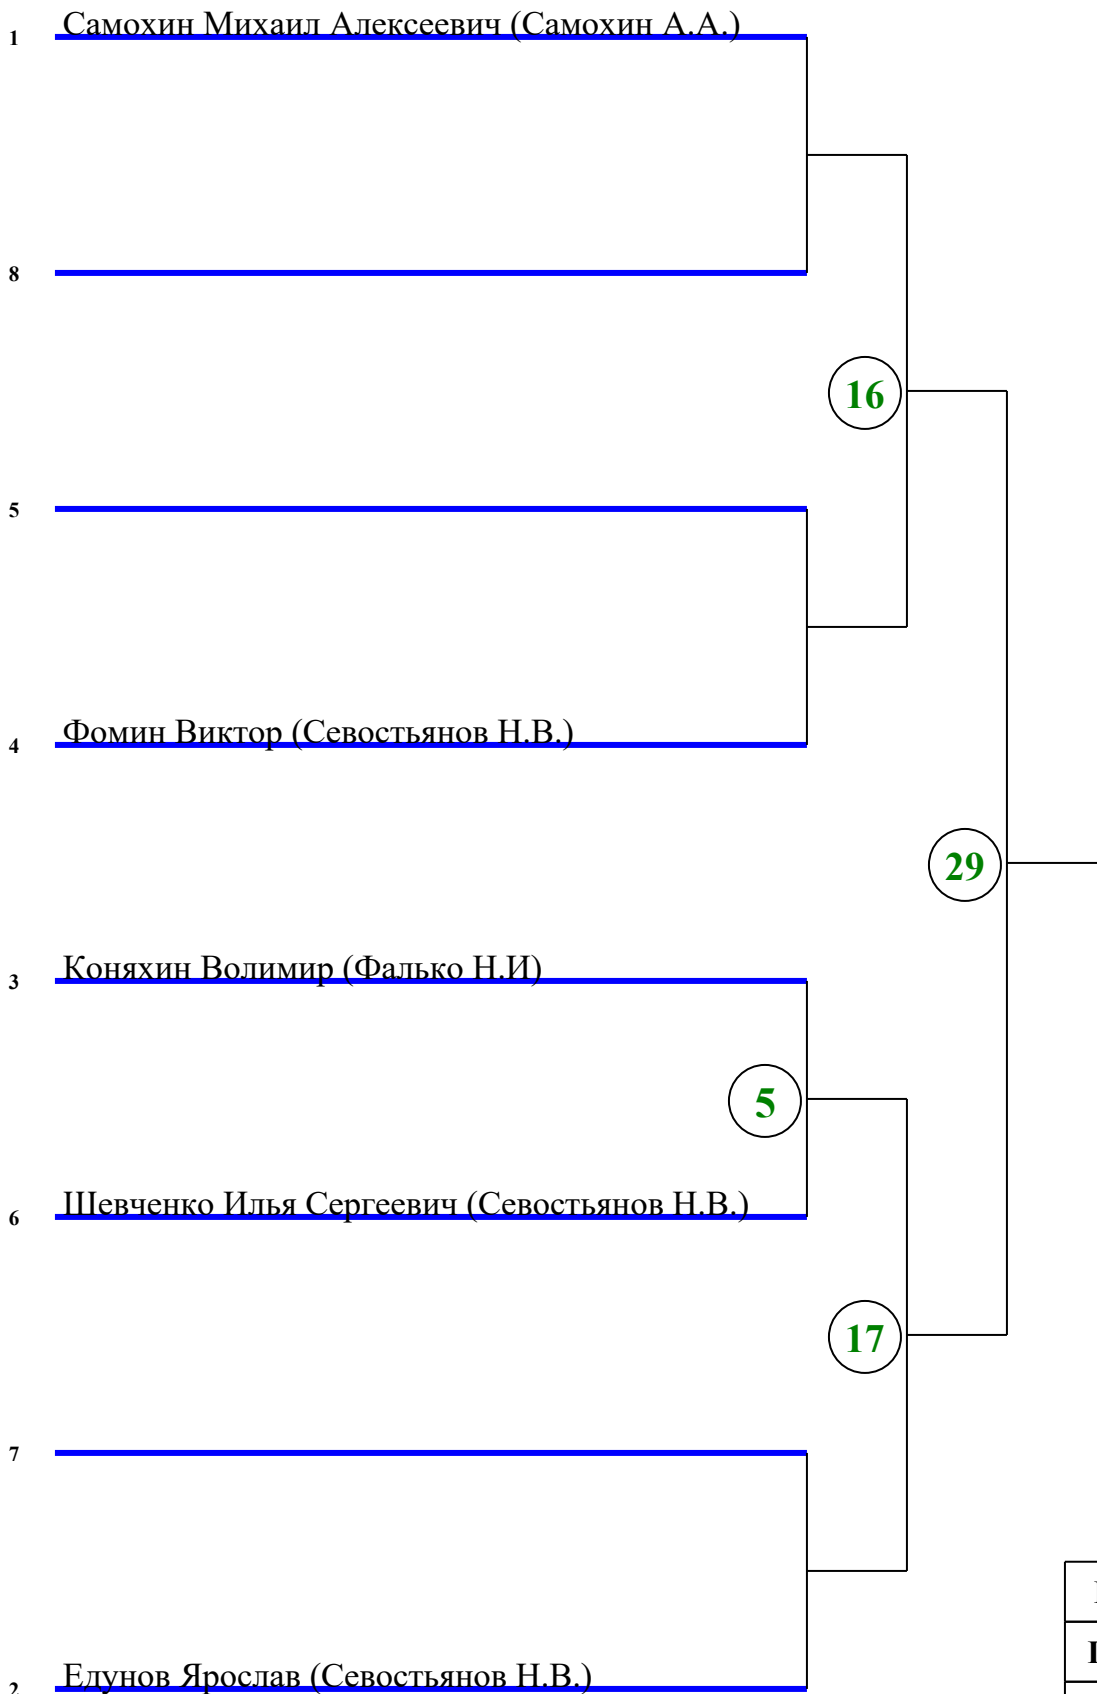 1 Самохин Михаил Алексеевич (Самохин А.А.)
8
16
5
4 Фомин Виктор (Севостьянов Н.В.)
29
3 Коняхин Волимир (Фалько Н.И)
5
6 Шевченко Илья Сергеевич (Севостьянов Н.В.)
17
7
2 Едунов Ярослав (Севостьянов Н.В.)